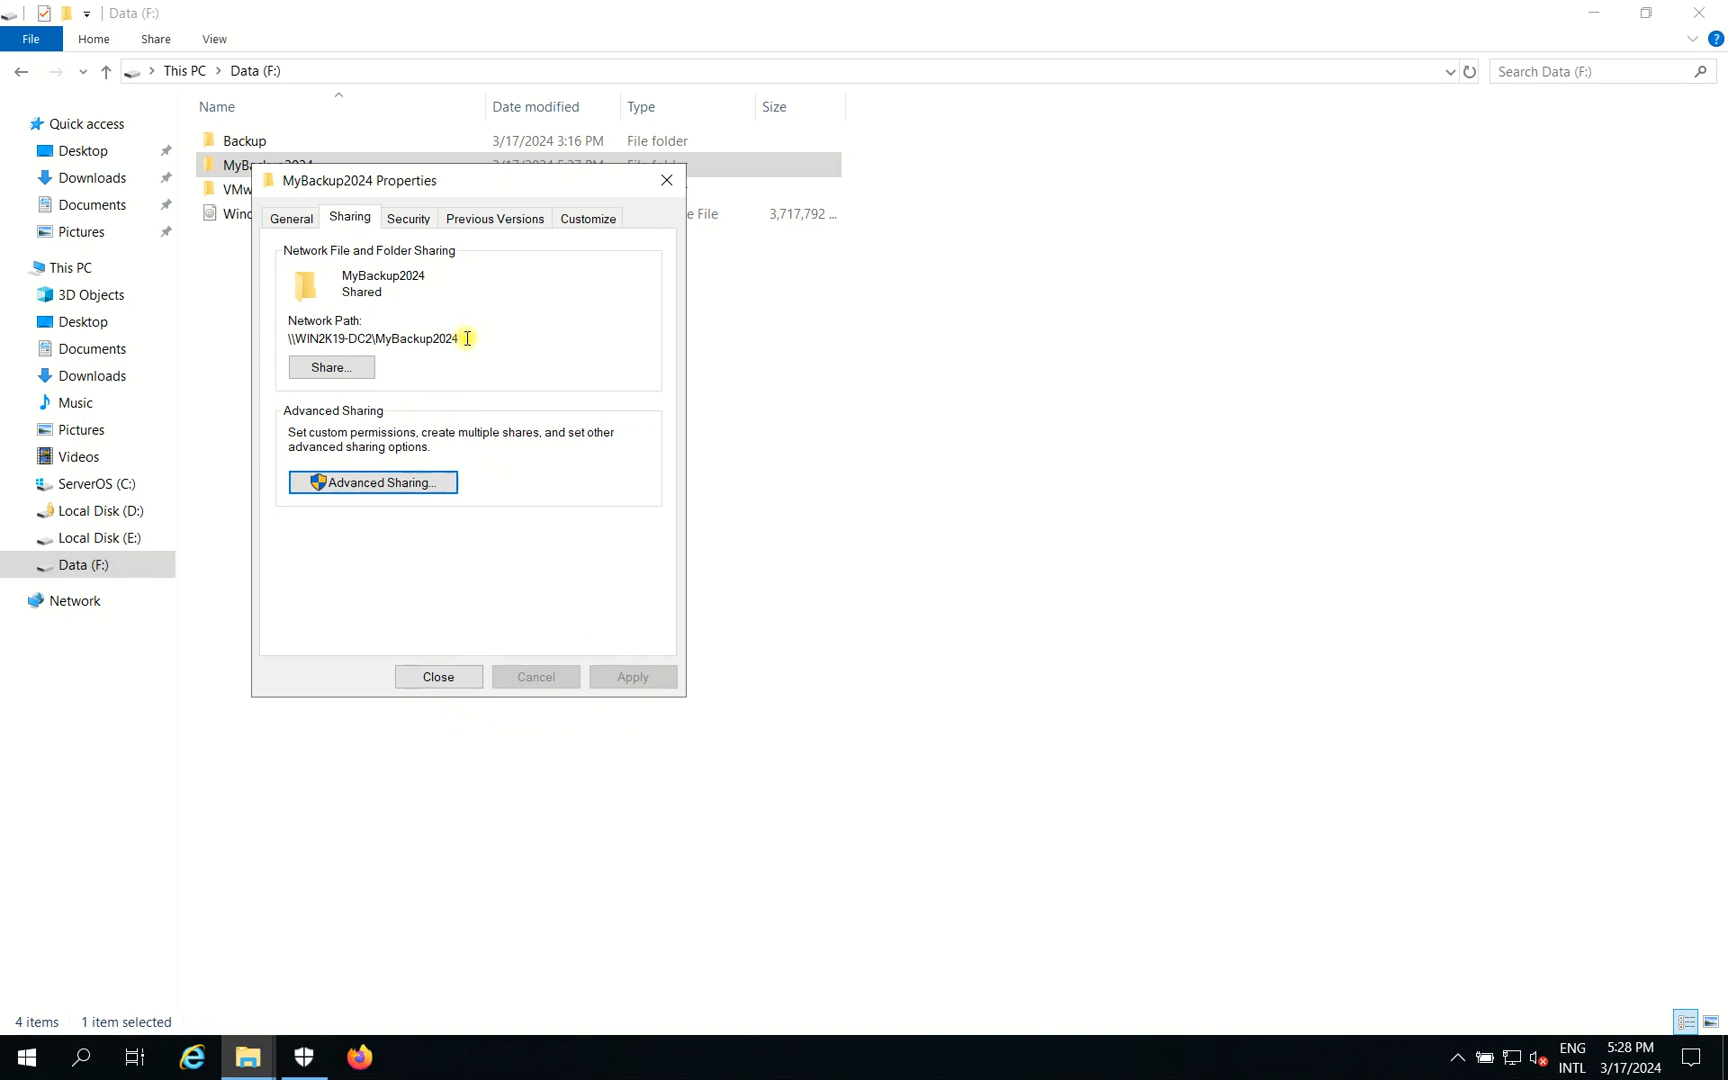 Data (F:)
File Home Share View
This PC Data (F:)
Search Data (F:)
Name Date modified Type Size
Quick access
Desktop
Downloads
Documents
Pictures
This PC
3D Objects
Desktop
Documents
Downloads
Music
Pictures
Videos
ServerOS (C:)
Local Disk (D:)
Local Disk (E:)
Data (F:)
Network
Backup 3/17/2024 3:16 PM File folder
3,717,792 ...
MyBackup2024 Properties
General Sharing Security Previous Versions Customize
Network File and Folder Sharing
MyBackup2024
Shared
Network Path:
\\WIN2K19-DC2\MyBackup2024
Share...
Advanced Sharing
Set custom permissions, create multiple shares, and set other
advanced sharing options.
Advanced Sharing...
Close Cancel Apply
4 items 1 item selected
ENG
INTL
5:28 PM
3/17/2024